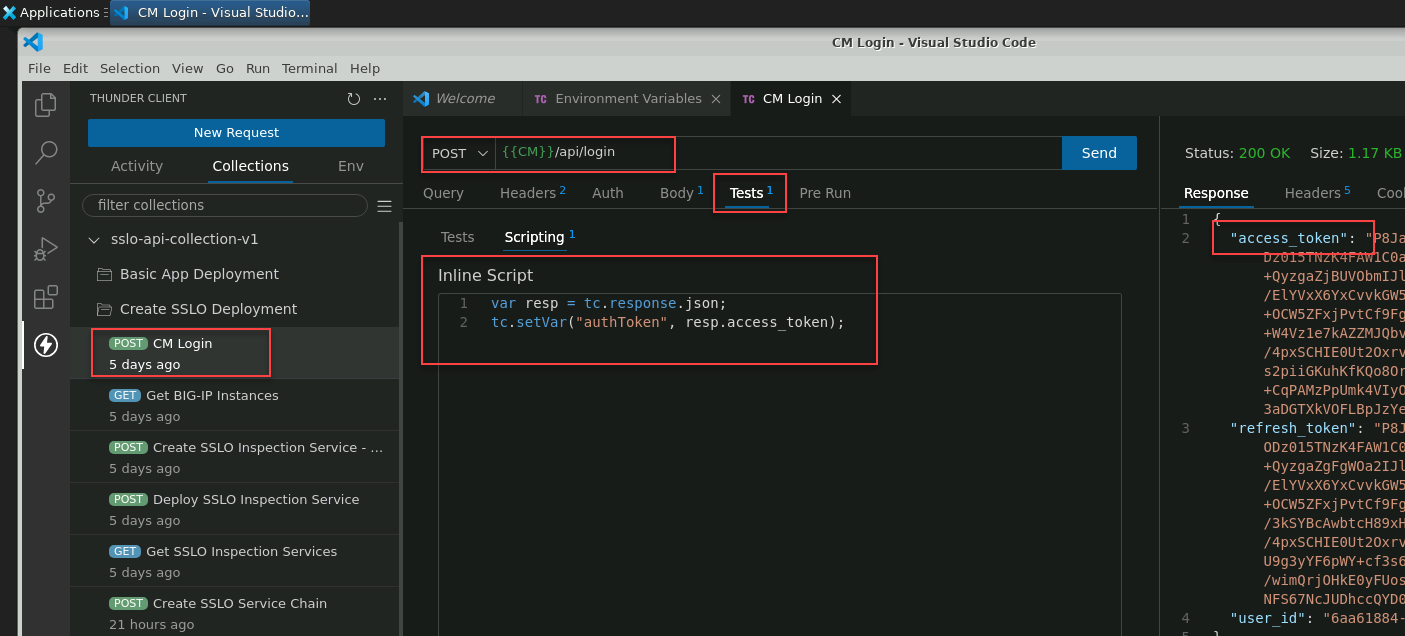 Applications
CM Login - Visual Studio...
CM Login - Visual Studio Code
File Edit Selection View Go Run Terminal Help
THUNDER CLIENT
New Request
Activity Collections Env
filter collections
sslo-api-collection-v1
Basic App Deployment
Create SSLO Deployment
POST CM Login
5 days ago
GET Get BIG-IP Instances
5 days ago
POST Create SSLO Inspection Service - ...
5 days ago
POST Deploy SSLO Inspection Service
5 days ago
GET Get SSLO Inspection Services
5 days ago
POST Create SSLO Service Chain
21 hours ago
Welcome
TC Environment Variables
TC CM Login
POST {{CM}}/api/login
Send
Query Headers 2 Auth Body 1 Tests 1 Pre Run
Tests Scripting 1
Inline Script
1 var resp = tc.response.json;
2 tc.setVar("authToken", resp.access_token);
Status: 200 OK Size: 1.17 KB
Response Headers 5
1 {
2 "access_token": "P8Ja
Dz015TNzK4FAW1C0a
+QyzgaZjBUVObmIJl
/ElYVxX6YxCvvkGW5
+OCW5ZFxjPvtCf9Fg
+W4Vz1e7kAZZMJQbv
/4pxSCHIE0Ut2Oxrv
s2piiGKuhKfKQo8Or
+CqPAMzPpUmk4VIyO
3aDGTXkVOFLBpJzYe
3 "refresh_token": "P8J
ODz015TNzK4FAW1C0
+QyzgaZgFgWOa2IJl
/ElYVxX6YxCvvkGW5
+OCW5ZFxjPvtCf9Fg
/3kSYBcAwbtcH89xH
/4pxSCHIE0Ut2Oxrv
U9g3yYF6pWY+cf3s6
/wimQrjOHkE0yFUos
NFS67NcJUDhccQYD0
4 "user_id": "6aa61884-